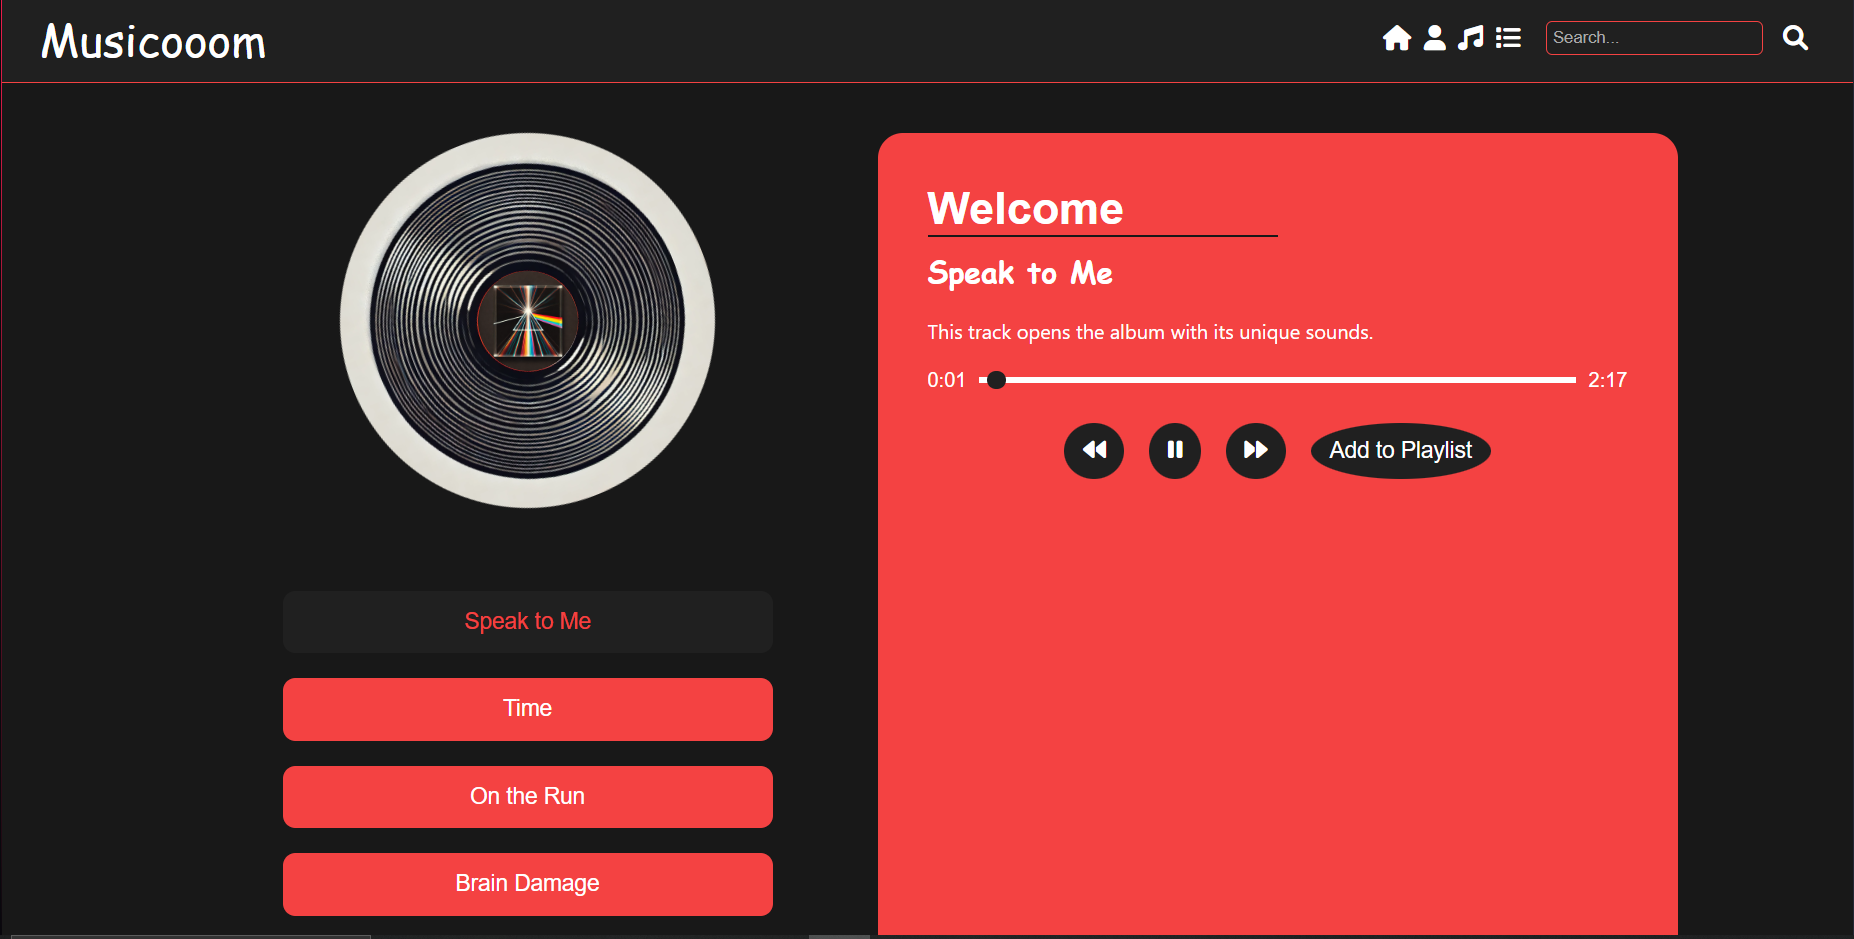 Musicooom
Search...
Welcome
Speak to Me
This track opens the album with its unique sounds.
0:01
2:17
Add to Playlist
Speak to Me
Time
On the Run
Brain Damage